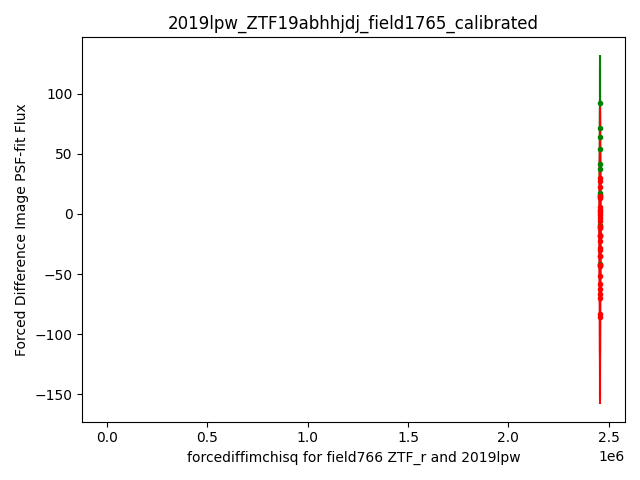 2019lpw_ZTF19abhhjdj_field1765_calibrated
Forced Difference Image PSF-fit Flux
100
50
0
−50
−100
−150
0.0 0.5 1.0 1.5 2.0 2.5
1e6
forcediffimchisq for field766 ZTF_r and 2019lpw